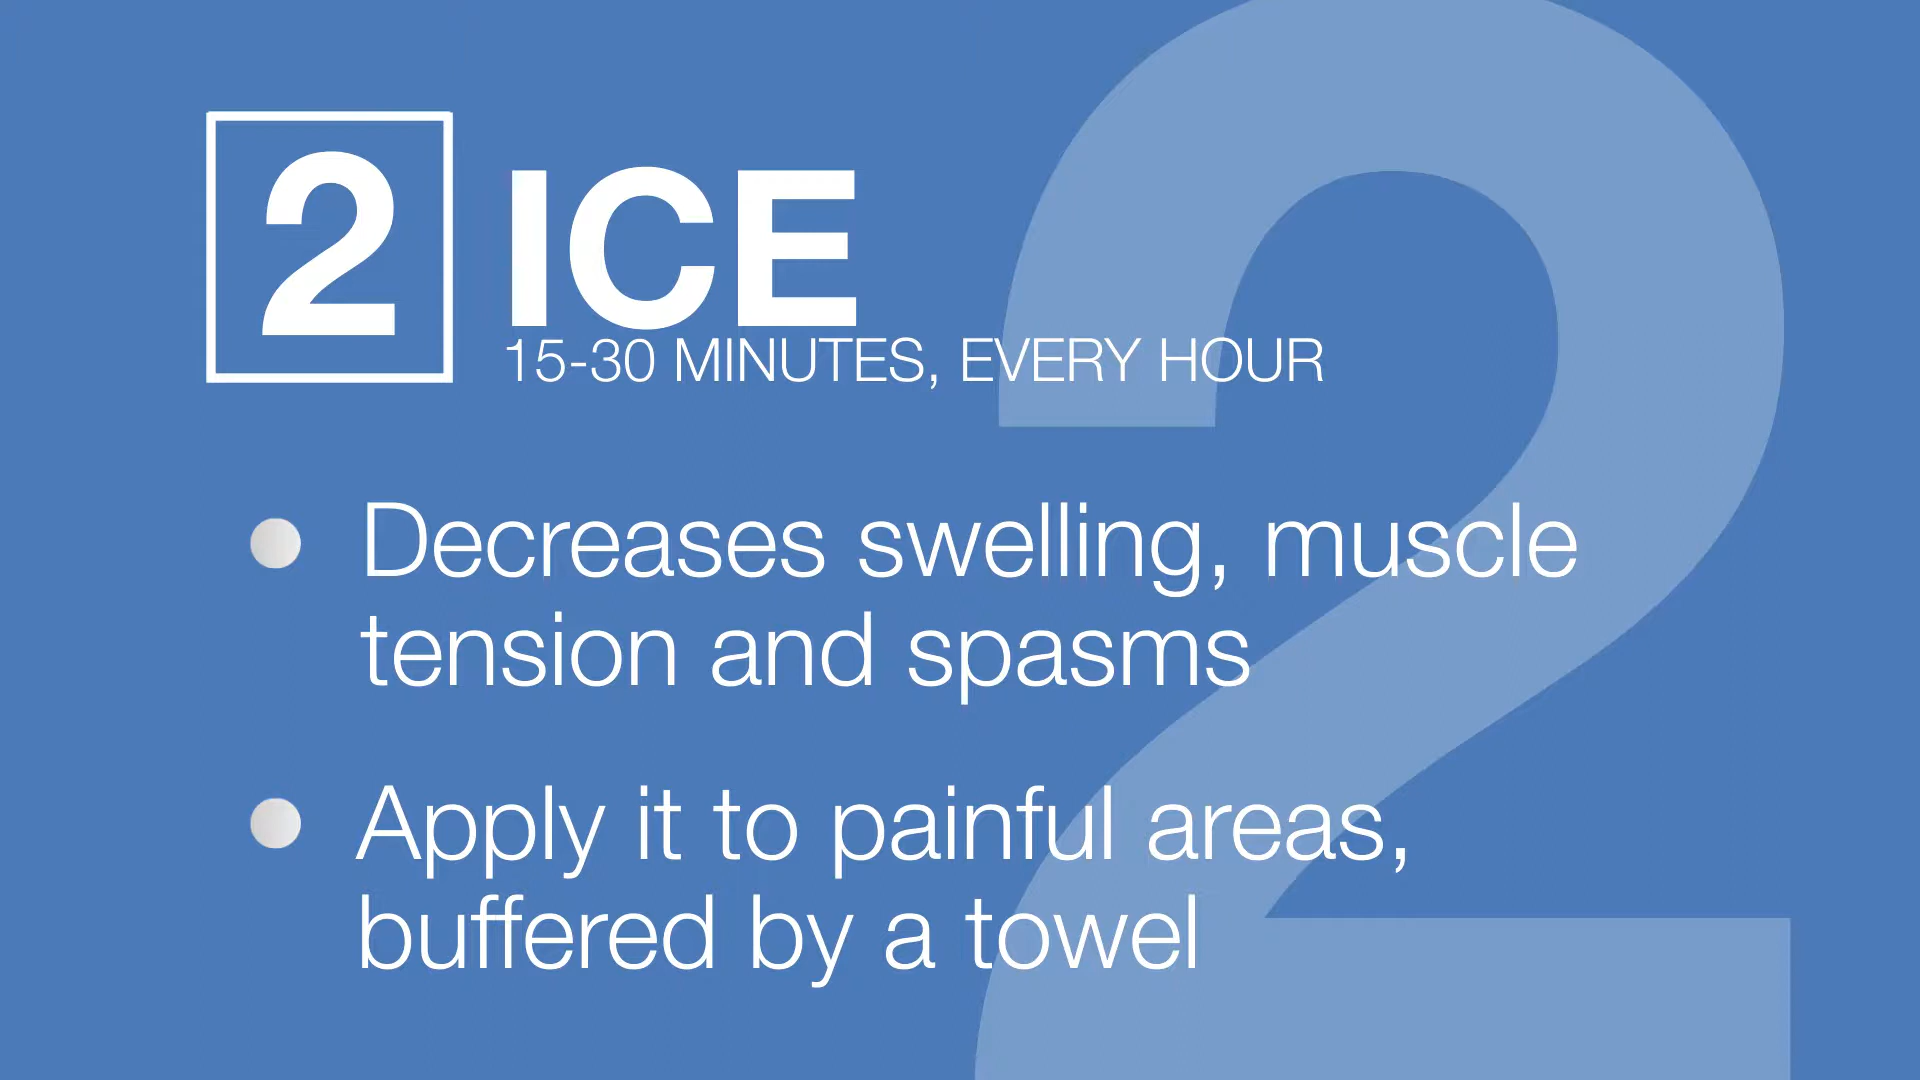 2
2 ICE
15-30 MINUTES, EVERY HOUR
Decreases swelling, muscle
tension and spasms
Apply it to painful areas,
buffered by a towel